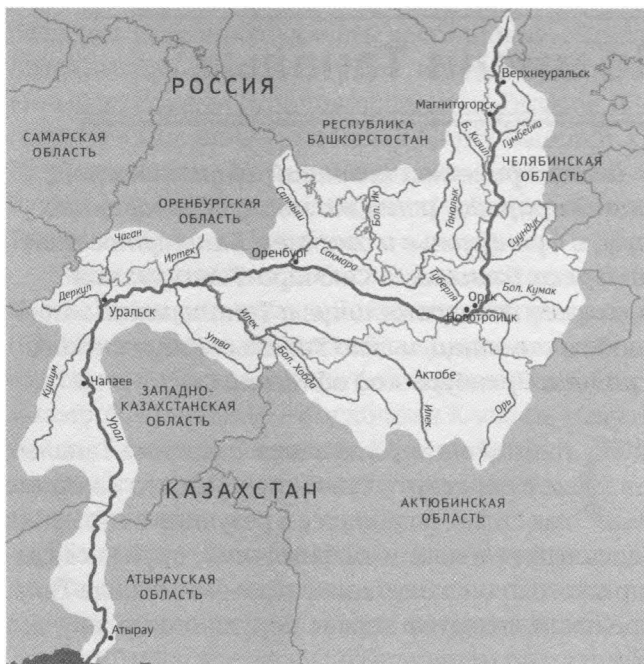 РОССИЯ
Верхнеуральск
Магнитогорск
САМАРСКАЯ
ОБЛАСТЬ
РЕСПУБЛИКА
БАШКОРСТОСТАН
Б. Кизил
Гумбейка
ЧЕЛЯБИНСКАЯ
ОБЛАСТЬ
ОРЕНБУРГСКАЯ
ОБЛАСТЬ
Салмыш
Бол. Ик
Таналык
Суундук
Чаган
Иртек
Оренбург
Сакмара
Губерля
Орск
Бол. Кумак
Деркул
Уральск
Новотроицк
Илек
Утва
Бол. Хобда
Актобе
Кушум
Чапаев
ЗАПАДНО-
КАЗАХСТАНСКАЯ
ОБЛАСТЬ
Урал
Илек
Орь
КАЗАХСТАН
АКТЮБИНСКАЯ
ОБЛАСТЬ
АТЫРАУСКАЯ
ОБЛАСТЬ
Атырау